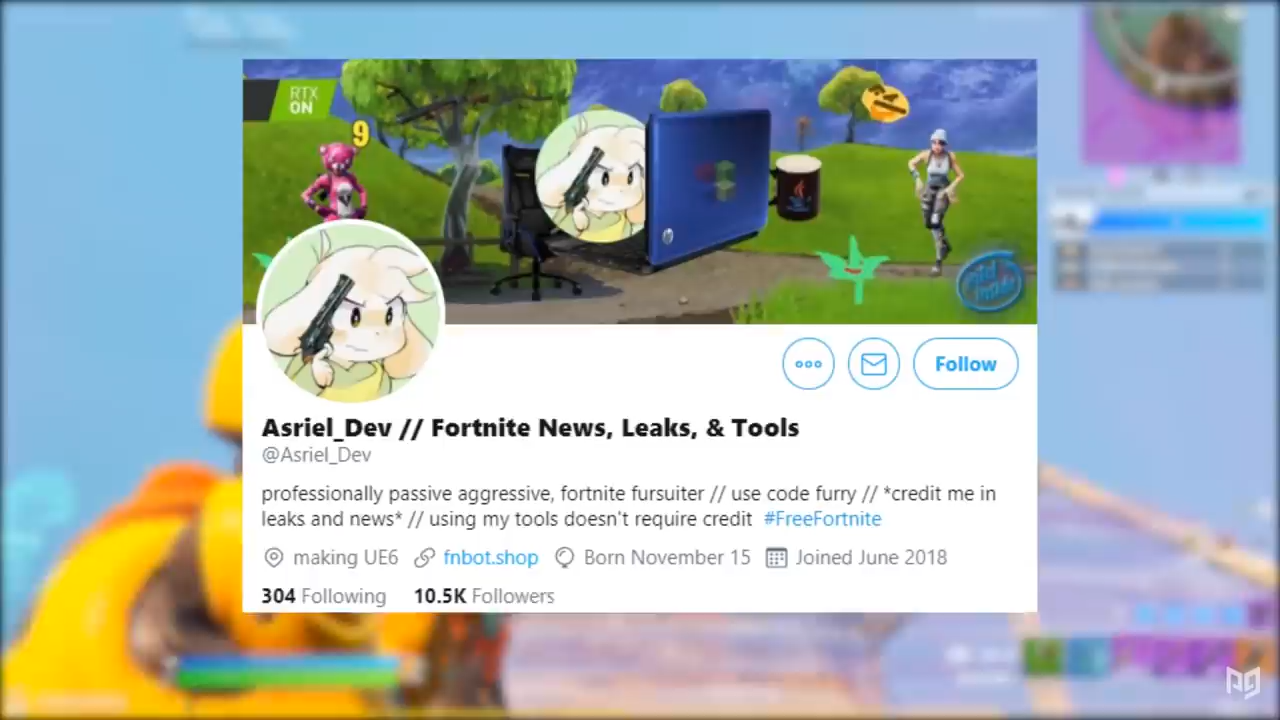 RTX
ON
9
Follow
Asriel_Dev // Fortnite News, Leaks, & Tools
@Asriel_Dev
professionally passive aggressive, fortnite fursuiter // use code furry // *credit me in
leaks and news* // using my tools doesn't require credit #FreeFortnite
making UE6 fnbot.shop Born November 15 Joined June 2018
304 Following 10.5K Followers